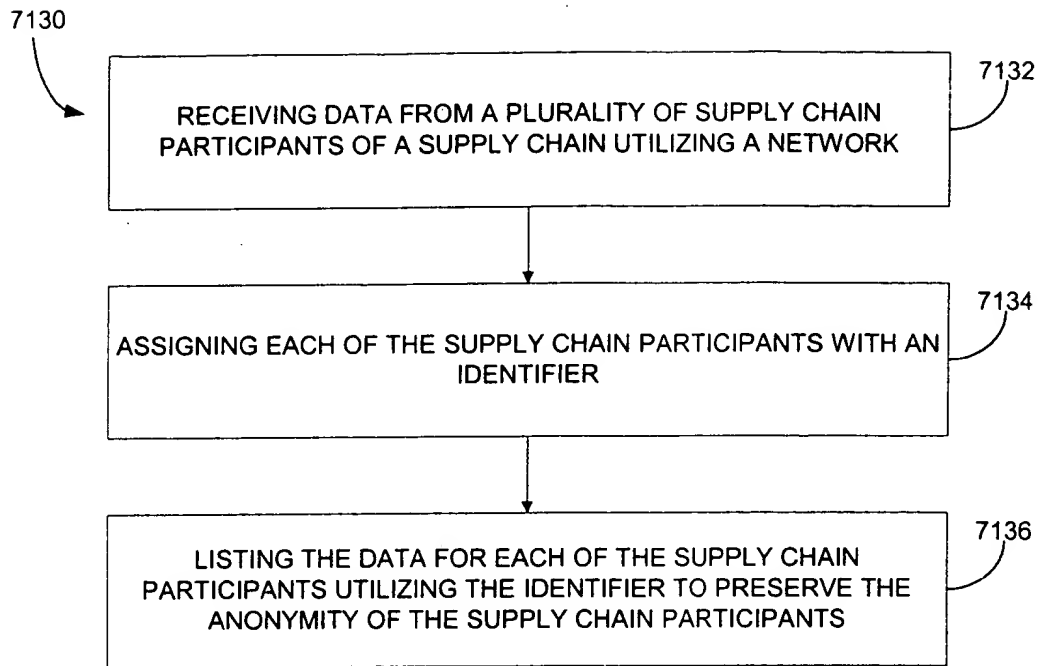 7130
7132
RECEIVING DATA FROM A PLURALITY OF SUPPLY CHAIN
PARTICIPANTS OF A SUPPLY CHAIN UTILIZING A NETWORK
7134
ASSIGNING EACH OF THE SUPPLY CHAIN PARTICIPANTS WITH AN
IDENTIFIER
7136
LISTING THE DATA FOR EACH OF THE SUPPLY CHAIN
PARTICIPANTS UTILIZING THE IDENTIFIER TO PRESERVE THE
ANONYMITY OF THE SUPPLY CHAIN PARTICIPANTS